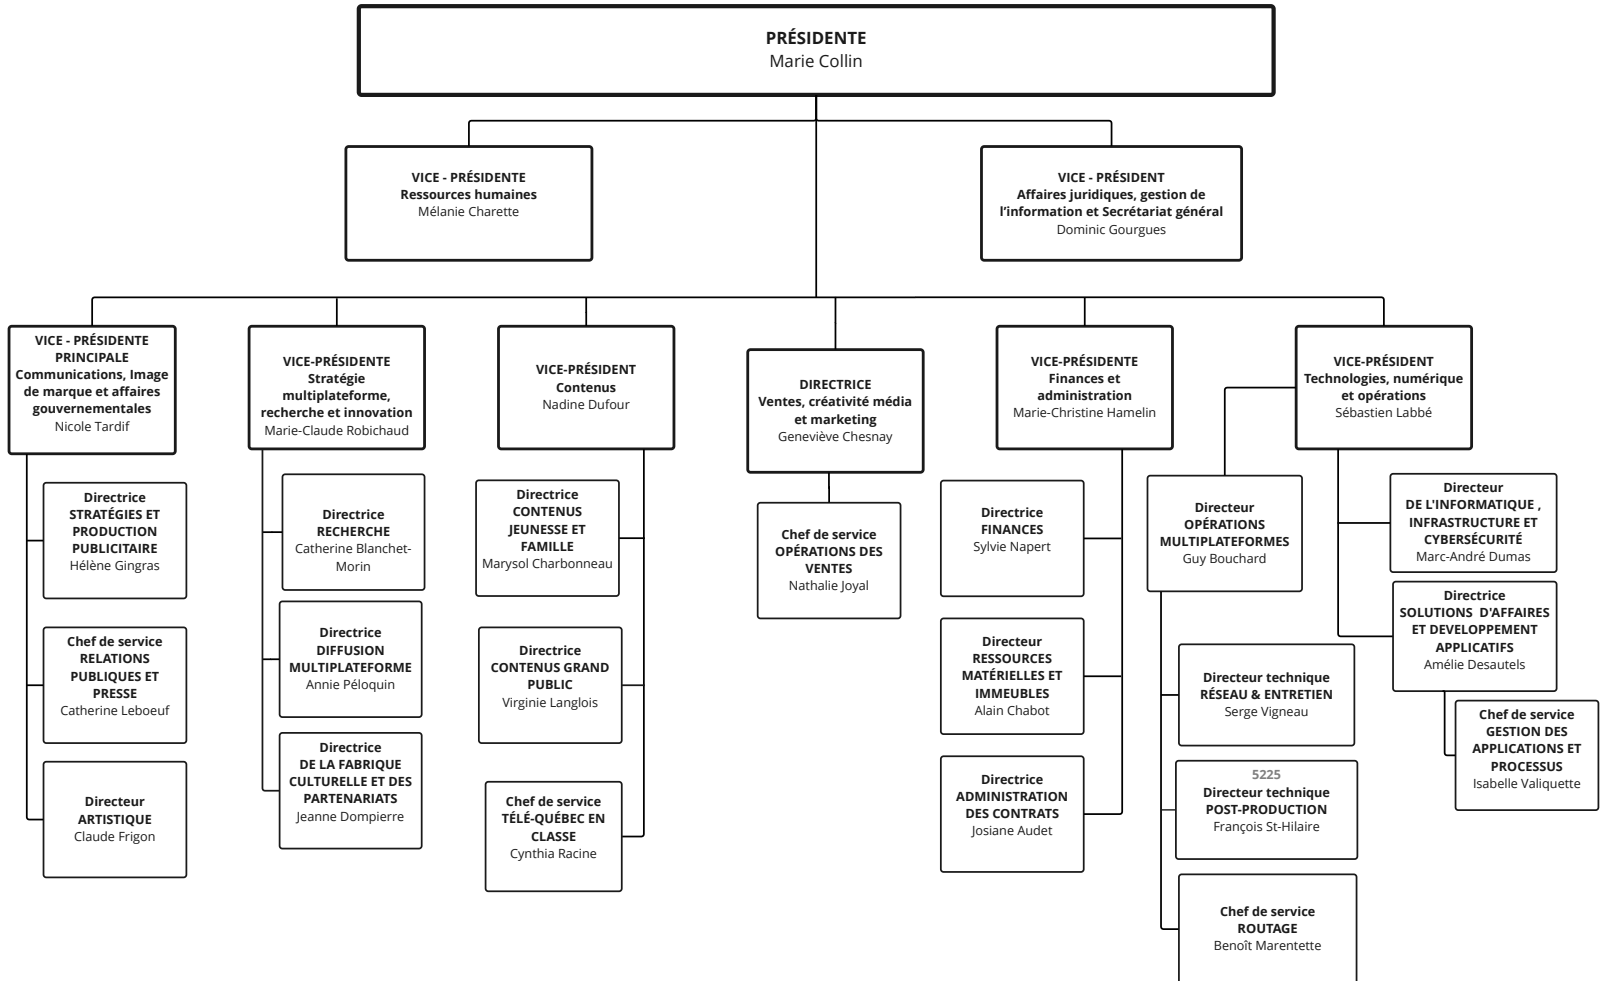 PRÉSIDENTE
Marie Collin
VICE - PRÉSIDENTE
Ressources humaines
Mélanie Charette
VICE - PRÉSIDENT
Affaires juridiques, gestion de
l'information et Secrétariat général
Dominic Gourgues
VICE - PRÉSIDENTE
PRINCIPALE
Communications, Image
de marque et affaires
gouvernementales
Nicole Tardif
VICE-PRÉSIDENTE
Stratégie
multiplateforme,
recherche et innovation
Marie-Claude Robichaud
VICE-PRÉSIDENT
Contenus
Nadine Dufour
DIRECTRICE
Ventes, créativité média
et marketing
Geneviève Chesnay
VICE-PRÉSIDENTE
Finances et
administration
Marie-Christine Hamelin
VICE-PRÉSIDENT
Technologies, numérique
et opérations
Sébastien Labbé
Directrice
STRATÉGIES ET
PRODUCTION
PUBLICITAIRE
Hélène Gingras
Chef de service
RELATIONS
PUBLIQUES ET
PRESSE
Catherine Leboeuf
Directeur
ARTISTIQUE
Claude Frigon
Directrice
RECHERCHE
Catherine Blanchet-
Morin
Directrice
DIFFUSION
MULTIPLATEFORME
Annie Péloquin
Directrice
DE LA FABRIQUE
CULTURELLE ET DES
PARTENARIATS
Jeanne Dompierre
Directrice
CONTENUS
JEUNESSE ET
FAMILLE
Marysol Charbonneau
Directrice
CONTENUS GRAND
PUBLIC
Virginie Langlois
Chef de service
TÉLÉ-QUÉBEC EN
CLASSE
Cynthia Racine
Chef de service
OPÉRATIONS DES
VENTES
Nathalie Joyal
Directrice
FINANCES
Sylvie Napert
Directeur
RESSOURCES
MATÉRIELLES ET
IMMEUBLES
Alain Chabot
Directrice
ADMINISTRATION
DES CONTRATS
Josiane Audet
Directeur
OPÉRATIONS
MULTIPLATEFORMES
Guy Bouchard
Directeur technique
RÉSEAU & ENTRETIEN
Serge Vigneau
5225
Directeur technique
POST-PRODUCTION
François St-Hilaire
Chef de service
ROUTAGE
Benoît Marentette
Directeur
DE L'INFORMATIQUE ,
INFRASTRUCTURE ET
CYBERSÉCURITÉ
Marc-André Dumas
Directrice
SOLUTIONS  D'AFFAIRES
ET DEVELOPPEMENT
APPLICATIFS
Amélie Desautels
Chef de service
GESTION DES
APPLICATIONS ET
PROCESSUS
Isabelle Valiquette